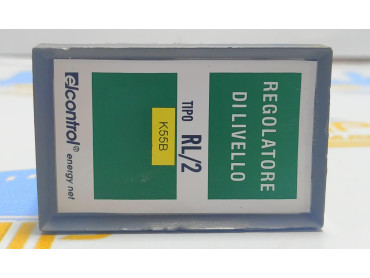 REGOLATORE
DI LIVELLO
TIPO RL/2
K55B
elcontrol®
energy net